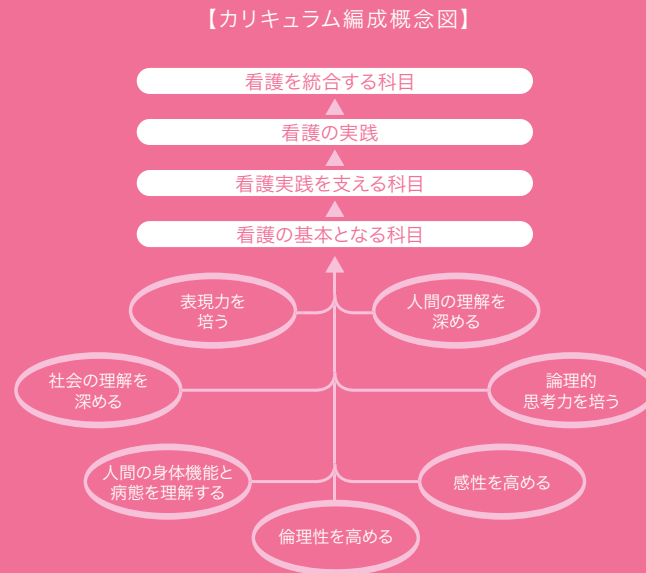 【カリキュラム編成概念図】
看護を統合する科目
看護の実践
看護実践を支える科目
看護の基本となる科目
表現力を
培う
人間の理解を
深める
社会の理解を
深める
論理的
思考力を培う
人間の身体機能と
病態を理解する
感性を高める
倫理性を高める